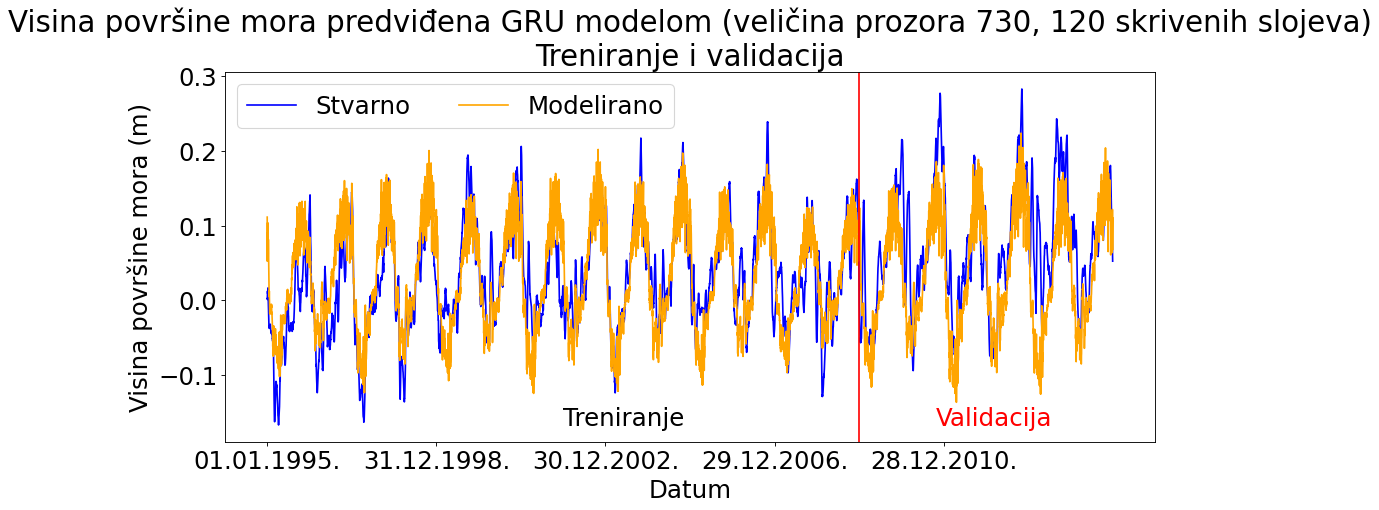 Visina površine mora predviđena GRU modelom (veličina prozora 730, 120 skrivenih slojeva)
Treniranje i validacija
Stvarno
Modelirano
Visina površine mora (m)
0.3
0.2
0.1
0.0
−0.1
Treniranje
Validacija
01.01.1995.
31.12.1998.
30.12.2002.
29.12.2006.
28.12.2010.
Datum